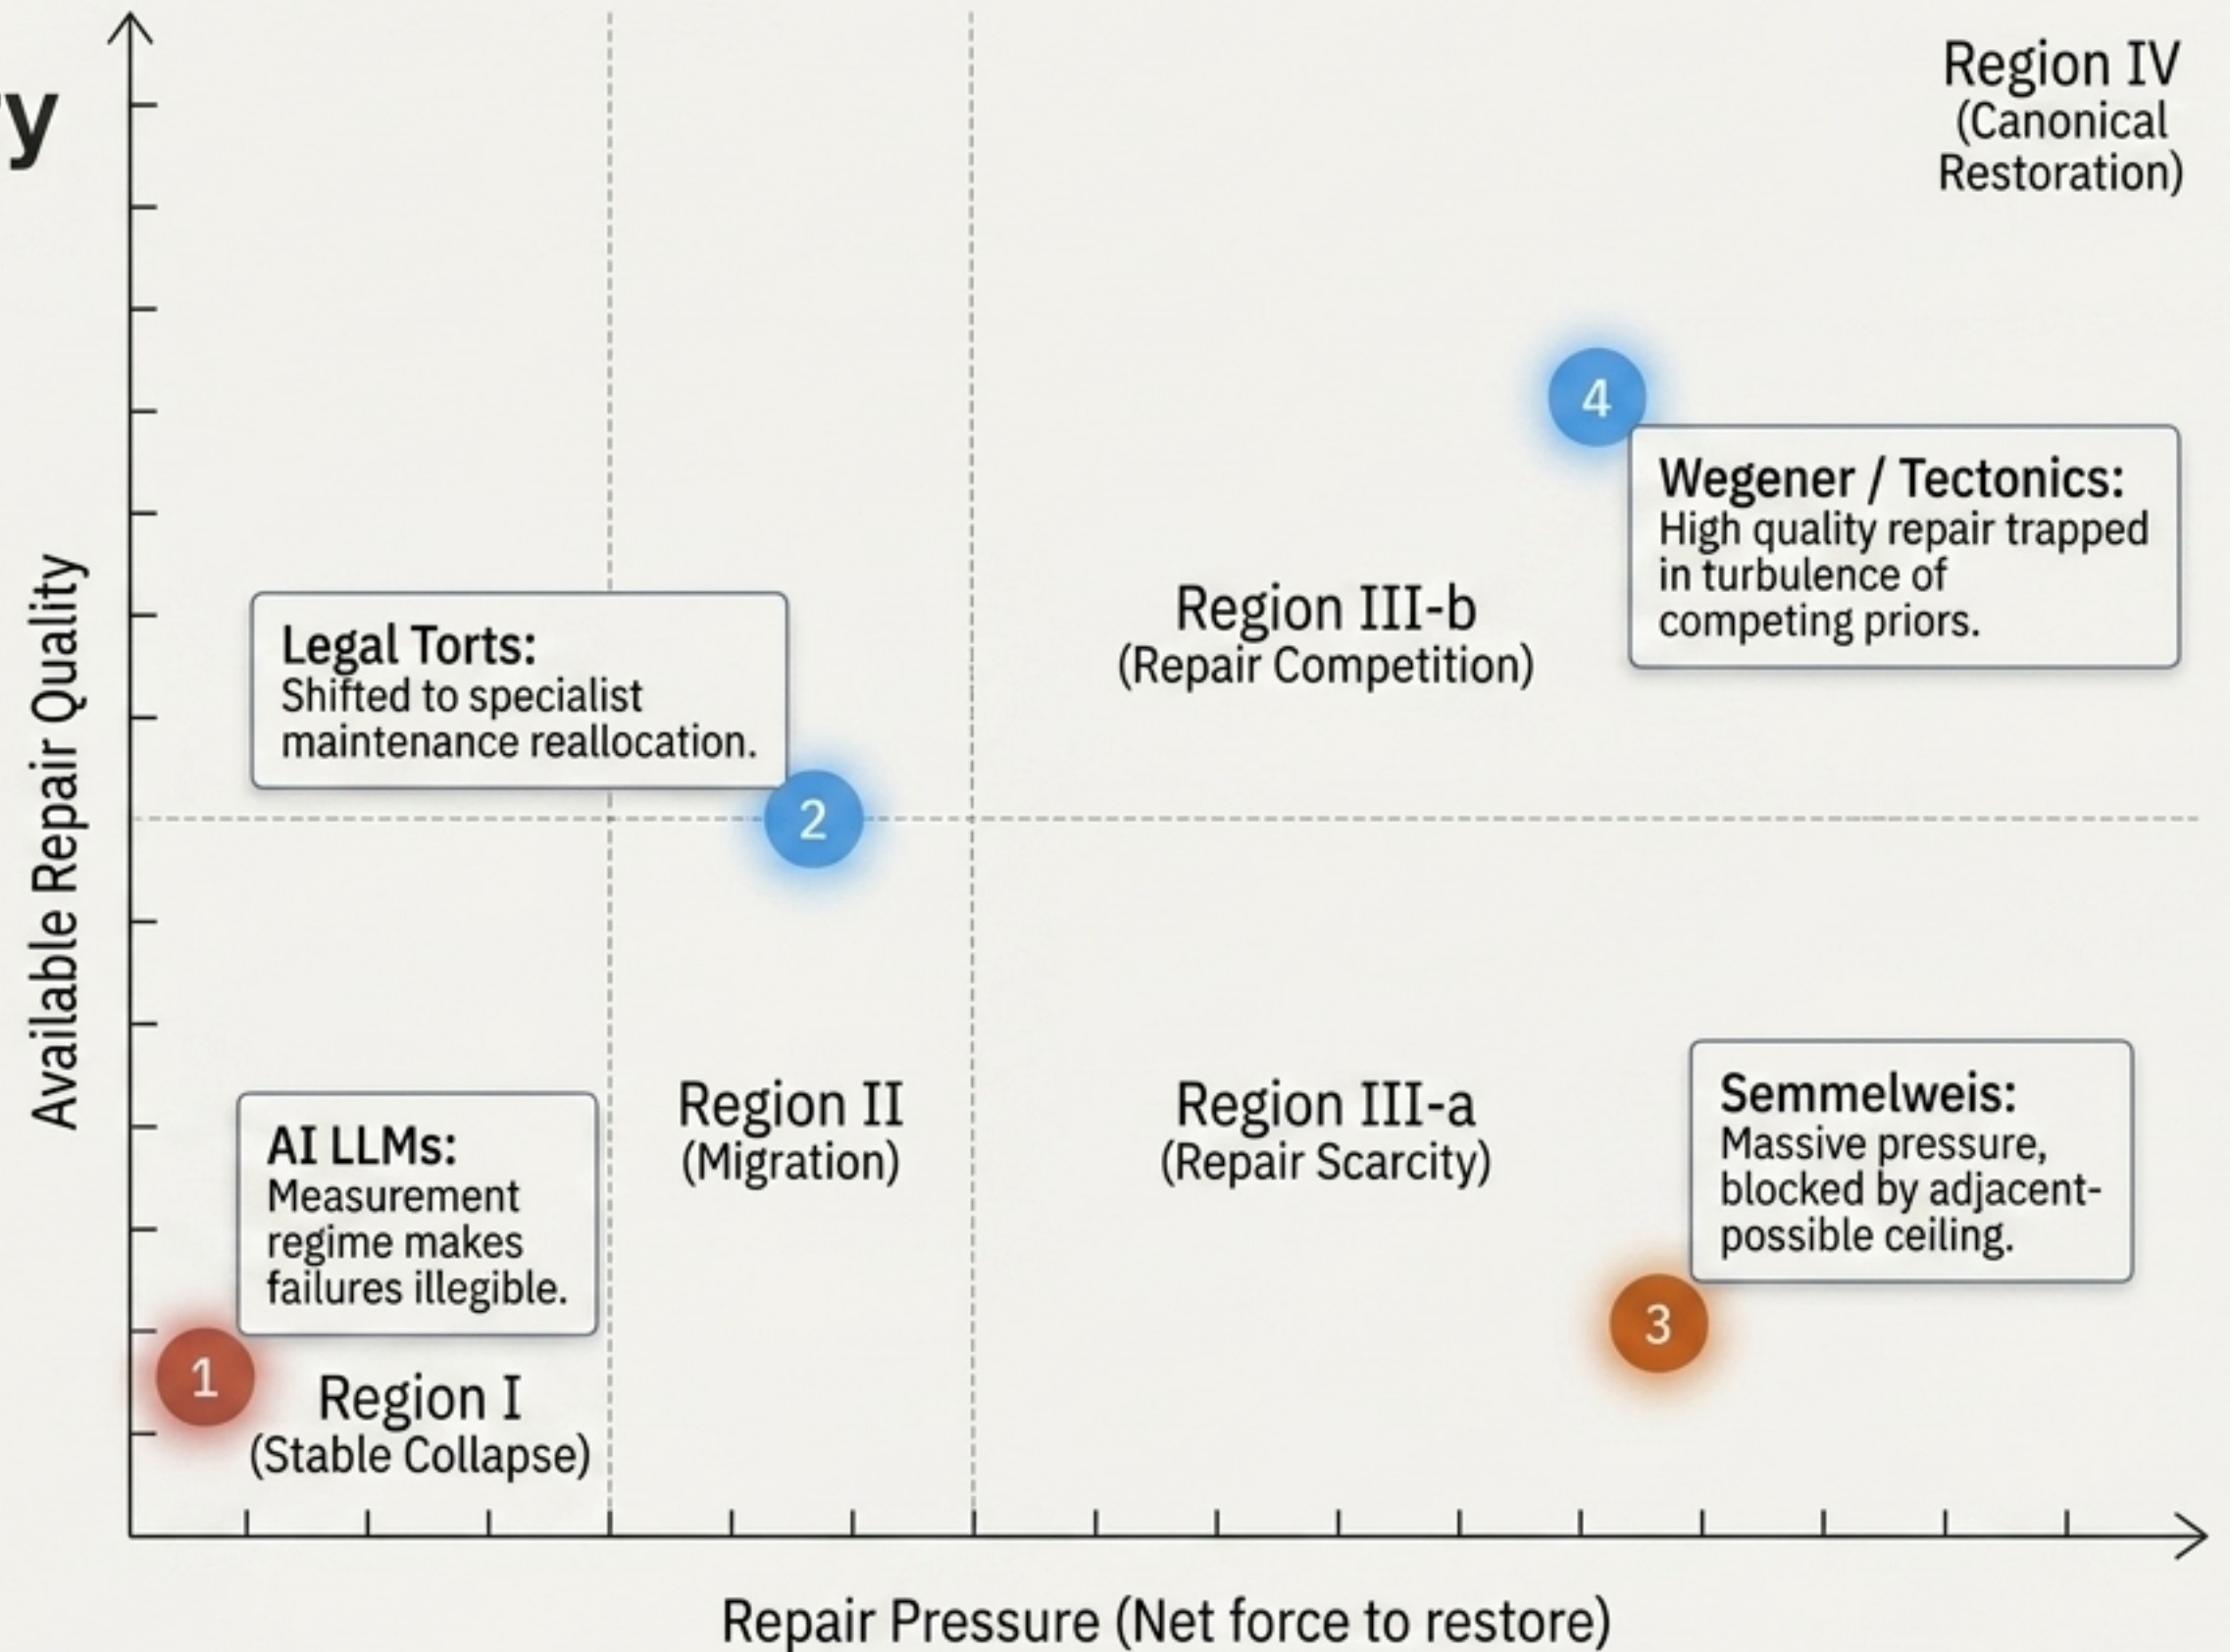 y
Region IV
(Canonical
Restoration)
4
Wegener / Tectonics:
High quality repair trapped
in turbulence of
competing priors.
Region III-b
(Repair Competition)
Legal Torts:
Shifted to specialist
maintenance reallocation.
2
Available Repair Quality
AI LLMs:
Measurement
regime makes
failures illegible.
1
Region I
(Stable Collapse)
Region II
(Migration)
Region III-a
(Repair Scarcity)
Semmelweis:
Massive pressure,
blocked by adjacent-
possible ceiling.
3
Repair Pressure (Net force to restore)